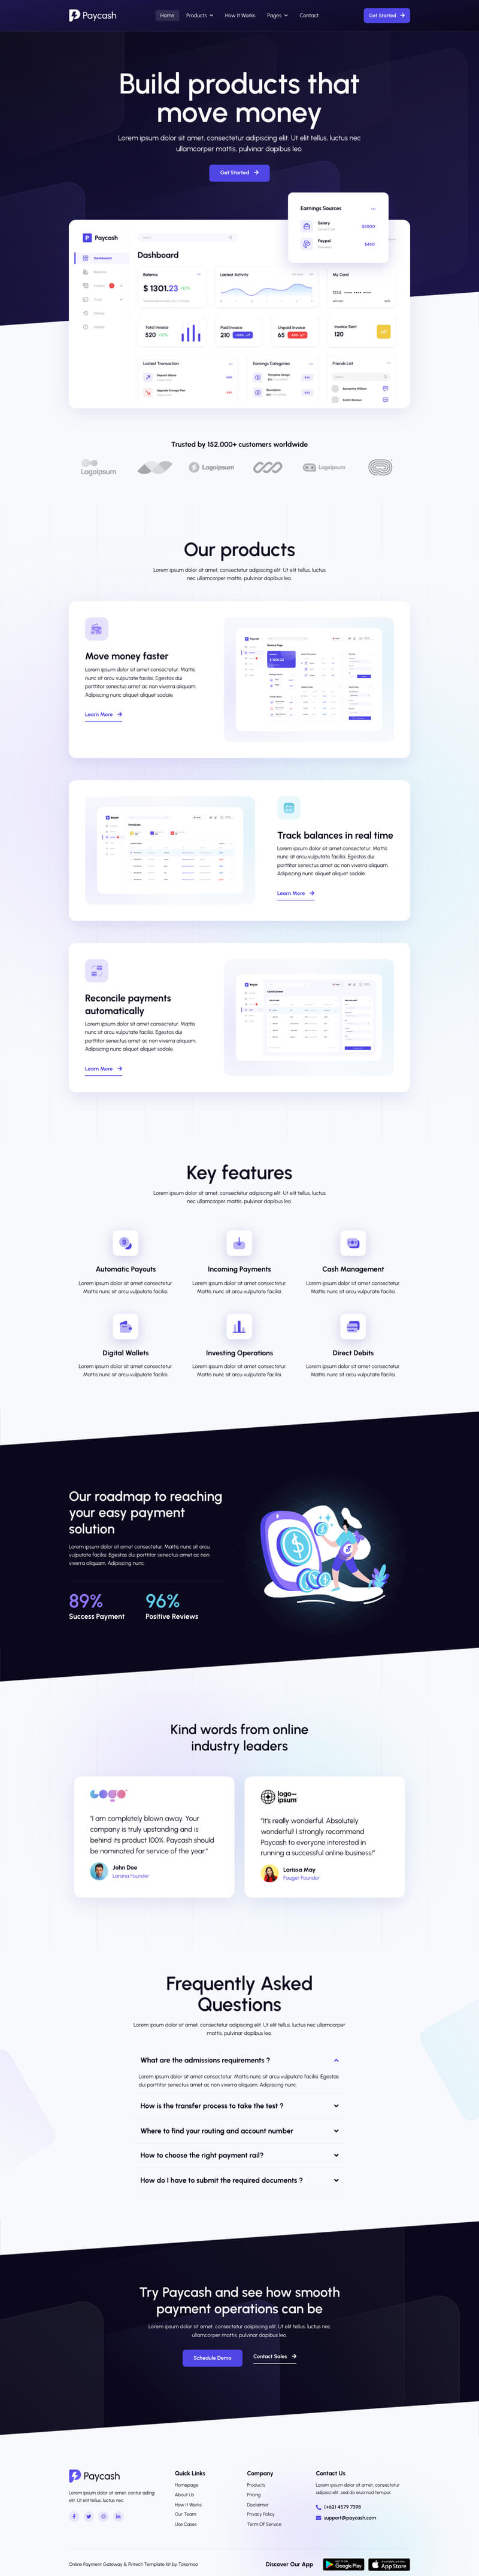 Paycash
Home Products How It Works Pages Contact
Get Started
Build products that
move money
Lorem ipsum dolor sit amet, consectetur adipiscing elit. Ut elit tellus, luctus nec
ullamcorper mattis, pulvinar dapibus leo.
Get Started
Earnings Sources
Salary
$2000
Paypal
$450
Paycash
Dashboard
Dashboard
Balance
$ 1301.23
Lastest Activity
My Card
Total Invoice
520
Paid Invoice
210
Unpaid Invoice
65
Invoice Sent
120
Lastest Transaction
Earnings Categories
Friends List
Trusted by 152,000+ customers worldwide
Logoipsum
Logoipsum
Logoipsum
Our products
Lorem ipsum dolor sit amet, consectetur adipiscing elit. Ut elit tellus, luctus
nec ullamcorper mattis, pulvinar dapibus leo.
Move money faster
Lorem ipsum dolor sit amet consectetur. Mattis
nunc sit arcu vulputate facilisi. Egestas dui
porttitor senectus amet ac non viverra aliquam.
Adipiscing nunc aliquet aliquet sodale.
Learn More
Track balances in real time
Lorem ipsum dolor sit amet consectetur. Mattis
nunc sit arcu vulputate facilisi. Egestas dui
porttitor senectus amet ac non viverra aliquam.
Adipiscing nunc aliquet aliquet sodale.
Learn More
Reconcile payments
automatically
Lorem ipsum dolor sit amet consectetur. Mattis
nunc sit arcu vulputate facilisi. Egestas dui
porttitor senectus amet ac non viverra aliquam.
Adipiscing nunc aliquet aliquet sodale.
Learn More
Key features
Lorem ipsum dolor sit amet, consectetur adipiscing elit. Ut elit tellus, luctus
nec ullamcorper mattis, pulvinar dapibus leo.
Automatic Payouts
Lorem ipsum dolor sit amet consectetur.
Mattis nunc sit arcu vulputate facilisi.
Incoming Payments
Lorem ipsum dolor sit amet consectetur.
Mattis nunc sit arcu vulputate facilisi.
Cash Management
Lorem ipsum dolor sit amet consectetur.
Mattis nunc sit arcu vulputate facilisi.
Digital Wallets
Lorem ipsum dolor sit amet consectetur.
Mattis nunc sit arcu vulputate facilisi.
Investing Operations
Lorem ipsum dolor sit amet consectetur.
Mattis nunc sit arcu vulputate facilisi.
Direct Debits
Lorem ipsum dolor sit amet consectetur.
Mattis nunc sit arcu vulputate facilisi.
Our roadmap to reaching
your easy payment
solution
Lorem ipsum dolor sit amet consectetur. Mattis nunc sit arcu
vulputate facilisi. Egestas dui porttitor senectus amet ac non
viverra aliquam. Adipiscing nunc.
89%
Success Payment
96%
Positive Reviews
Kind words from online
industry leaders
"I am completely blown away. Your
company is truly upstanding and is
behind its product 100%. Paycash should
be nominated for service of the year."
John Doe
Larana Founder
logo—
ipsum
"It's really wonderful. Absolutely
wonderful! I strongly recommend
Paycash to everyone interested in
running a successful online business!"
Larissa May
Fauger Founder
Frequently Asked
Questions
Lorem ipsum dolor sit amet, consectetur adipiscing elit. Ut elit tellus, luctus nec ullamcorper
mattis, pulvinar dapibus leo.
What are the admissions requirements ?
Lorem ipsum dolor sit amet consectetur. Mattis nunc sit arcu vulputate facilisi. Egestas
dui porttitor senectus amet ac non viverra aliquam. Adipiscing nunc.
How is the transfer process to take the test ?
Where to find your routing and account number
How to choose the right payment rail?
How do I have to submit the required documents ?
Try Paycash and see how smooth
payment operations can be
Lorem ipsum dolor sit amet, consectetur adipiscing elit. Ut elit tellus, luctus nec
ullamcorper mattis, pulvinar dapibus leo.
Schedule Demo
Contact Sales
Paycash
Lorem ipsum dolor sit amet, contur adiing
elit. Ut elit tellus, luctus nec.
Quick Links
Homepage
About Us
How It Works
Our Team
Use Cases
Company
Products
Pricing
Disclaimer
Privacy Policy
Term Of Service
Contact Us
Lorem ipsum dolor sit amet, consectetur
adipisci elit, sed do eiusmod tempor.
(+62) 4579 7398
support@paycash.com
Online Payment Gateway & Fintech Template Kit by Tokomoo
Discover Our App
Google Play
App Store